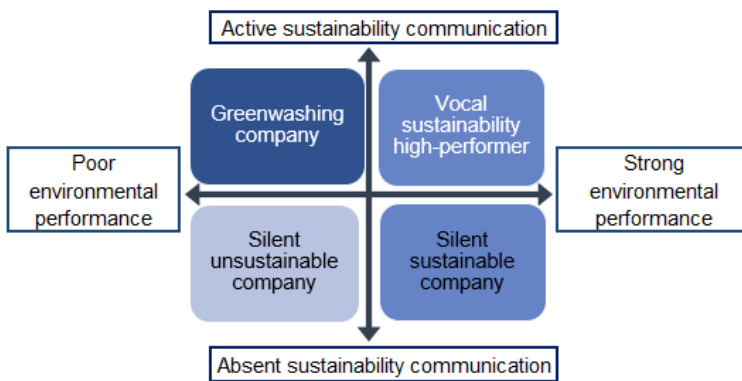 Active sustainability communication
Greenwashing
company
Vocal
sustainability
high-performer
Poor
environmental
performance
Strong
environmental
performance
Silent
unsustainable
company
Silent
sustainable
company
Absent sustainability communication